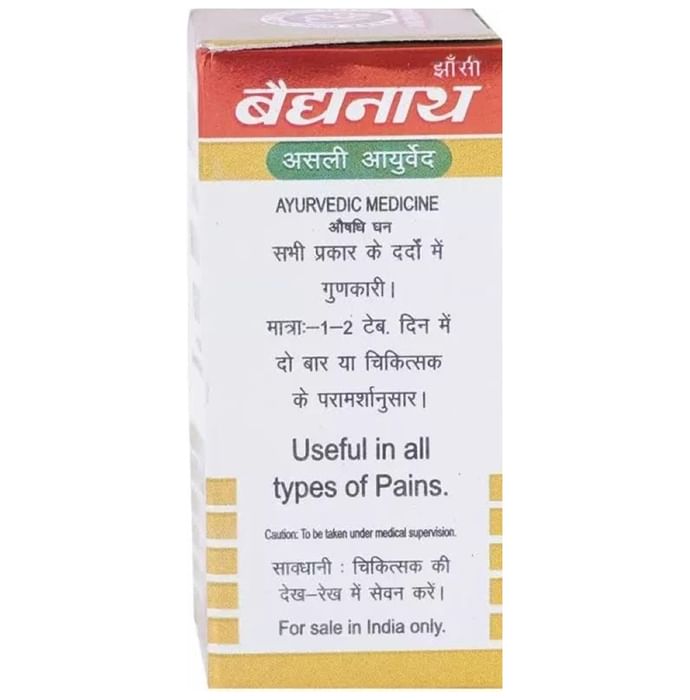 झाँसी
बैद्यनाथ
असली आयुर्वेद
AYURVEDIC MEDICINE
औषधि घन
सभी प्रकार के दर्दों में
गुणकारी।
मात्राः-1-2 टेब. दिन में
दो बार या चिकित्सक
के परामर्शानुसार।
Useful in all
types of Pains.
Caution: To be taken under medical supervision.
सावधानी : चिकित्सक की
देख-रेख में सेवन करें।
For sale in India only.